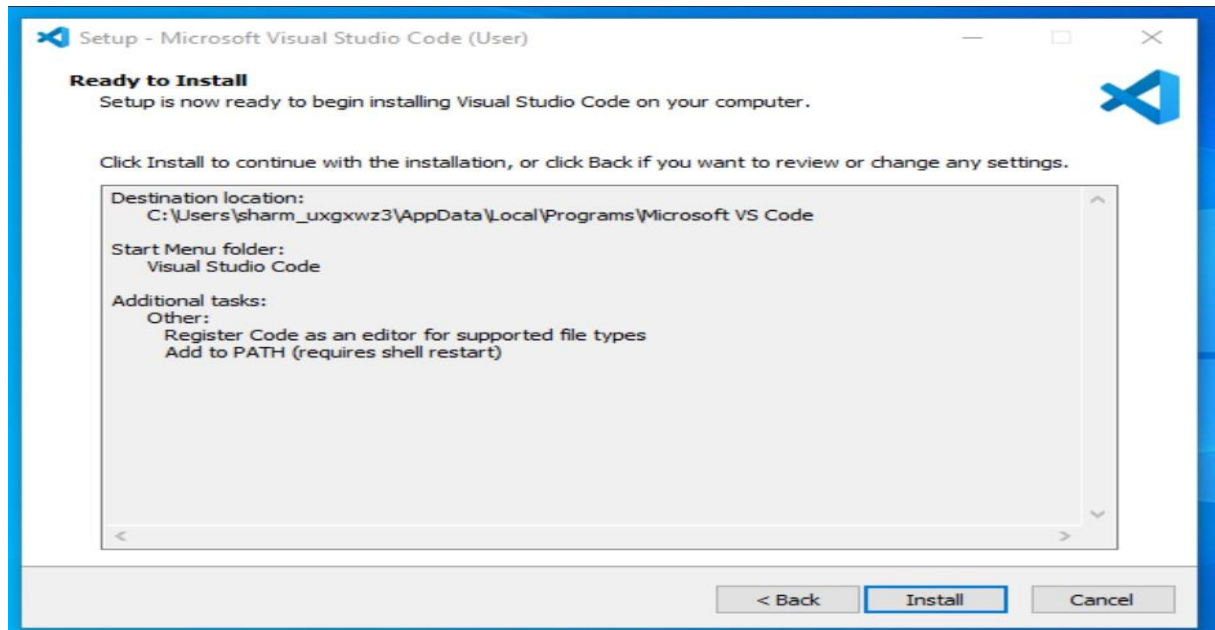 Setup - Microsoft Visual Studio Code (User)
Ready to Install
Setup is now ready to begin installing Visual Studio Code on your computer.
Click Install to continue with the installation, or click Back if you want to review or change any settings.
Destination location:
C:\Users\sharm_uxgxwz3\AppData\Local\Programs\Microsoft VS Code
Start Menu folder:
Visual Studio Code
Additional tasks:
Other:
Register Code as an editor for supported file types
Add to PATH (requires shell restart)
< Back Install Cancel